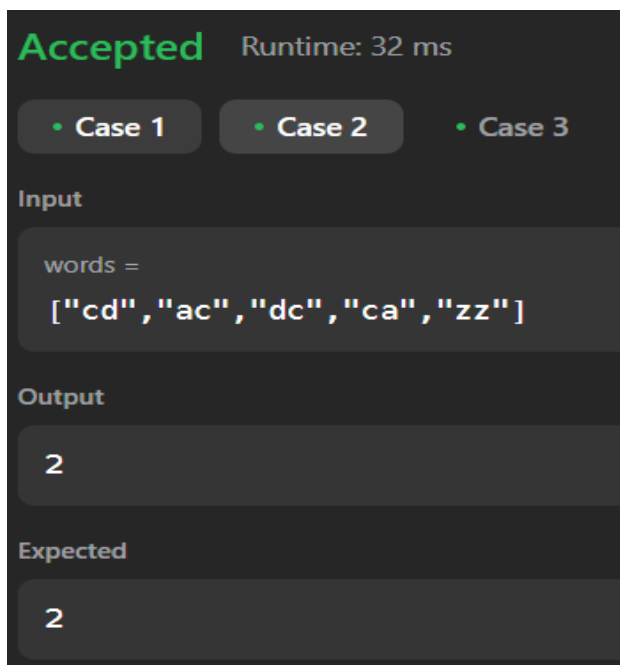 Accepted Runtime: 32 ms
• Case 1 • Case 2 • Case 3
Input
words =
["cd","ac","dc","ca","zz"]
Output
2
Expected
2